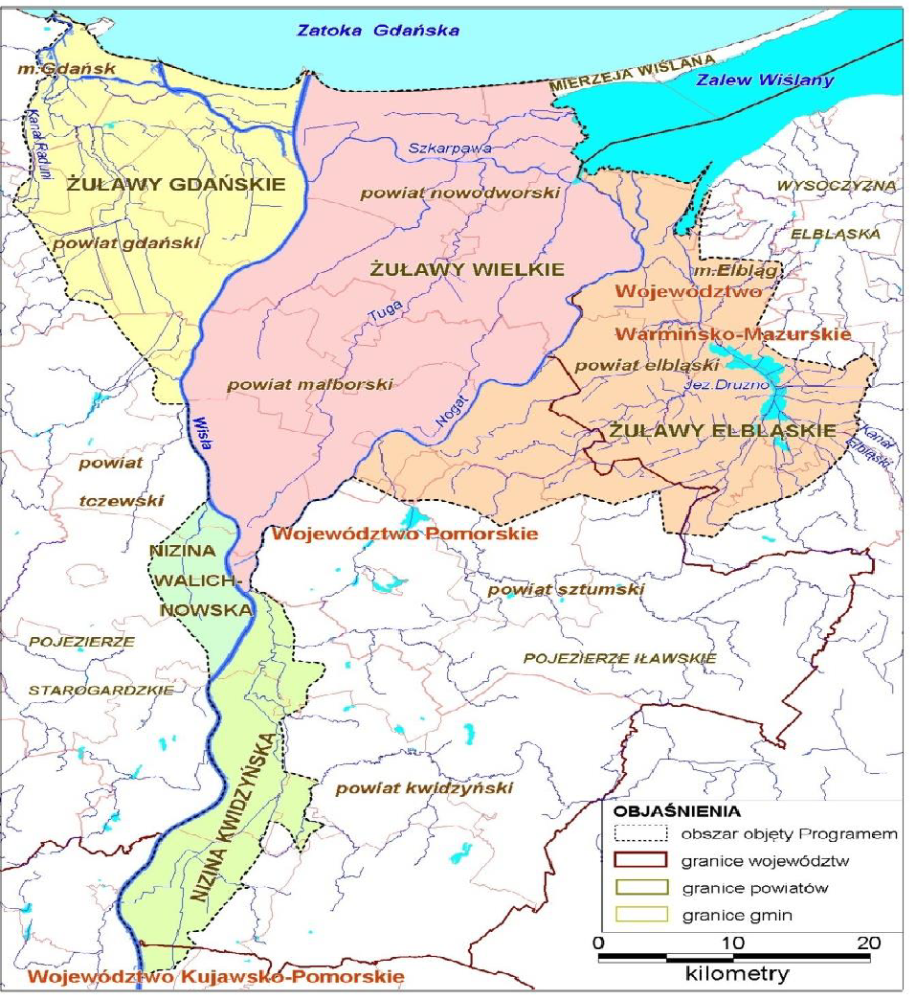 Zatoka Gdańska
m.Gdańsk
MIERZEJA WIŚLANA
Zalew Wiślany
Kanał Raduni
Szkarpawa
ŻUŁAWY GDAŃSKIE
powiat nowodworski
WYSOCZYZNA
ELBLĄSKA
powiat gdański
ŻUŁAWY WIELKIE
m.Elbląg
Województwo
Warmińsko-Mazurskie
Tuga
powiat elbląski
powiat malborski
Jez.Druzno
Nogat
Wisła
ŻUŁAWY ELBLĄSKIE
Kanał
Elbląski
powiat
tczewski
Województwo Pomorskie
NIZINA
WALICH-
NOWSKA
powiat sztumski
POJEZIERZE
STAROGARDZKIE
POJEZIERZE IŁAWSKIE
NIZINA KWIDZYŃSKA
powiat kwidzyński
OBJAŚNIENIA
obszar objęty Programem
granice województw
granice powiatów
granice gmin
0 10 20
kilometry
Województwo Kujawsko-Pomorskie